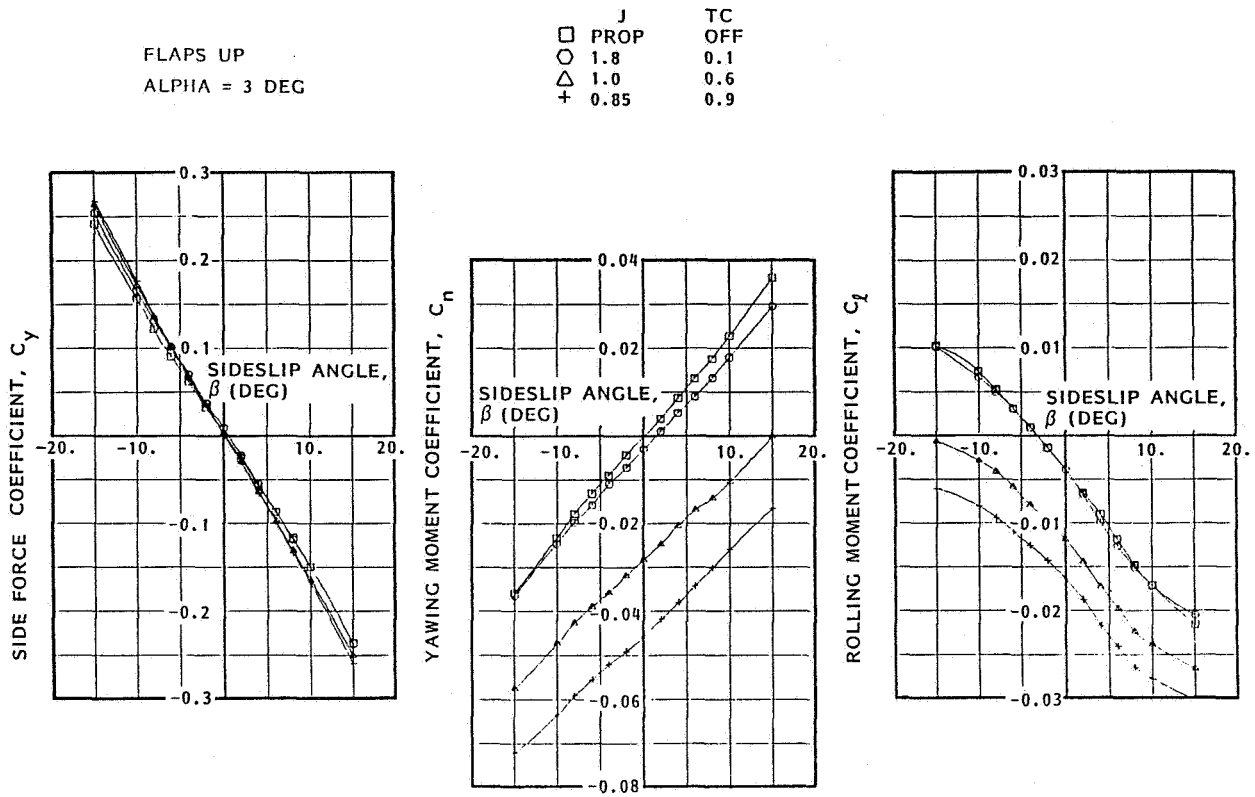 FLAPS UP
ALPHA = 3 DEG
J TC
PROP OFF
1.8 0.1
1.0 0.6
+ 0.85 0.9
SIDE FORCE COEFFICIENT, Cy
0.3
0.2
0.1
SIDESLIP ANGLE,
β (DEG)
-20. -10. 10. 20.
-0.1
-0.2
-0.3
YAWING MOMENT COEFFICIENT, Cn
0.04
0.02
SIDESLIP ANGLE,
β (DEG)
-20. -10. 10. 20.
-0.02
-0.04
-0.06
-0.08
ROLLING MOMENT COEFFICIENT, Cℓ
0.03
0.02
0.01
SIDESLIP ANGLE,
β (DEG)
-20. -10. 10. 20.
-0.01
-0.02
-0.03